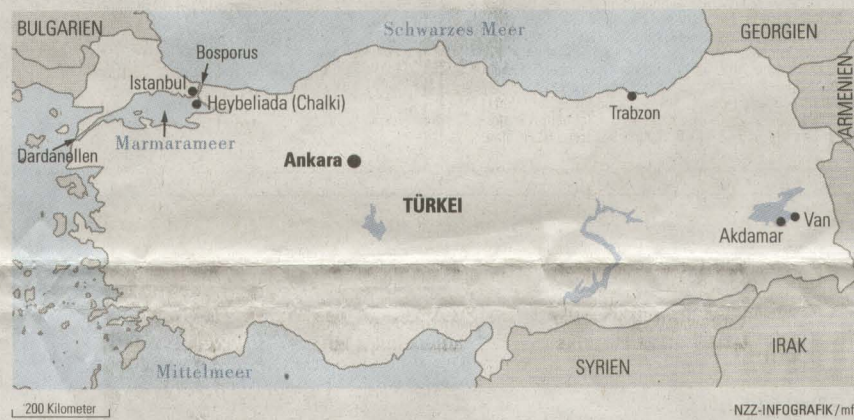 BULGARIEN
Schwarzes Meer
GEORGIEN
Bosporus
ARMENIEN
Istanbul
Heybeliada (Chalki)
Trabzon
Dardanellen
Marmarameer
Ankara
TÜRKEI
Van
Akdamar
Mittelmeer
SYRIEN
IRAK
200 Kilometer
NZZ-INFOGRAFIK/mf